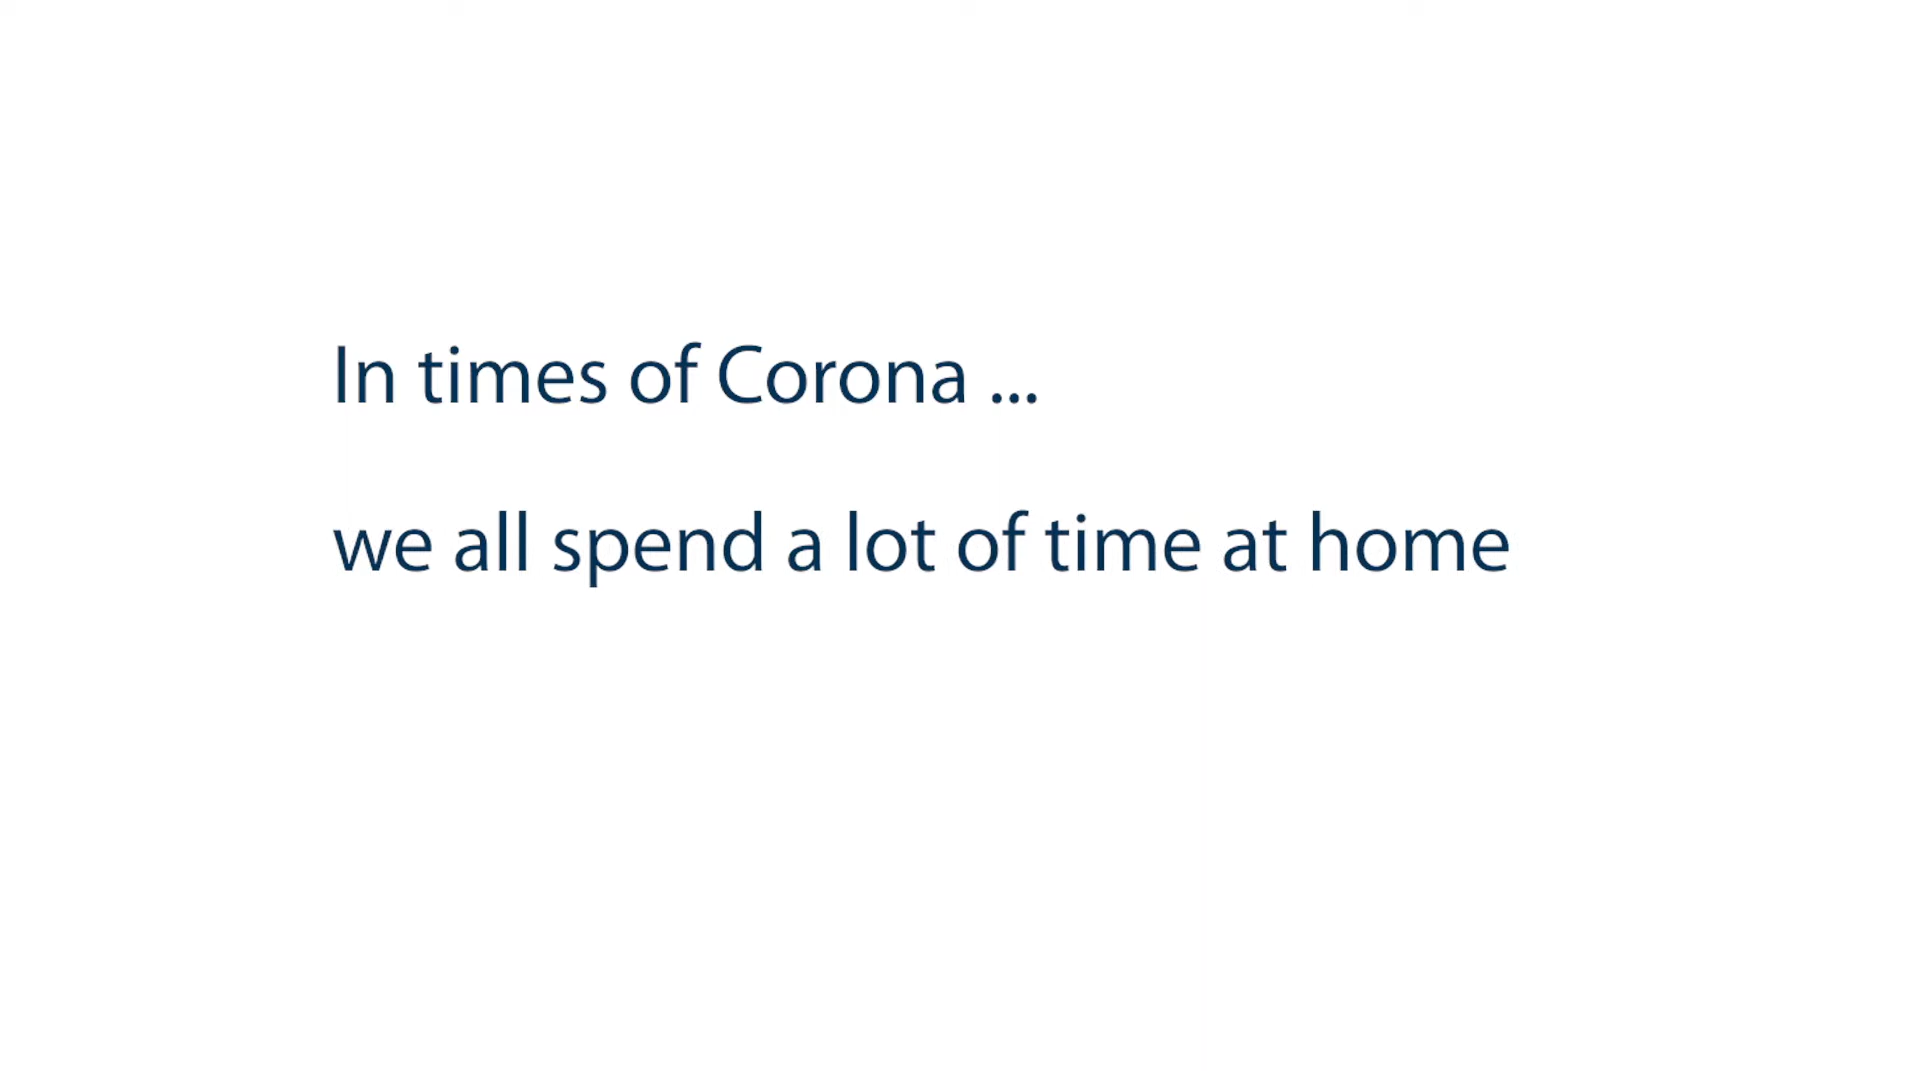 In times of Corona ...
we all spend a lot of time at home